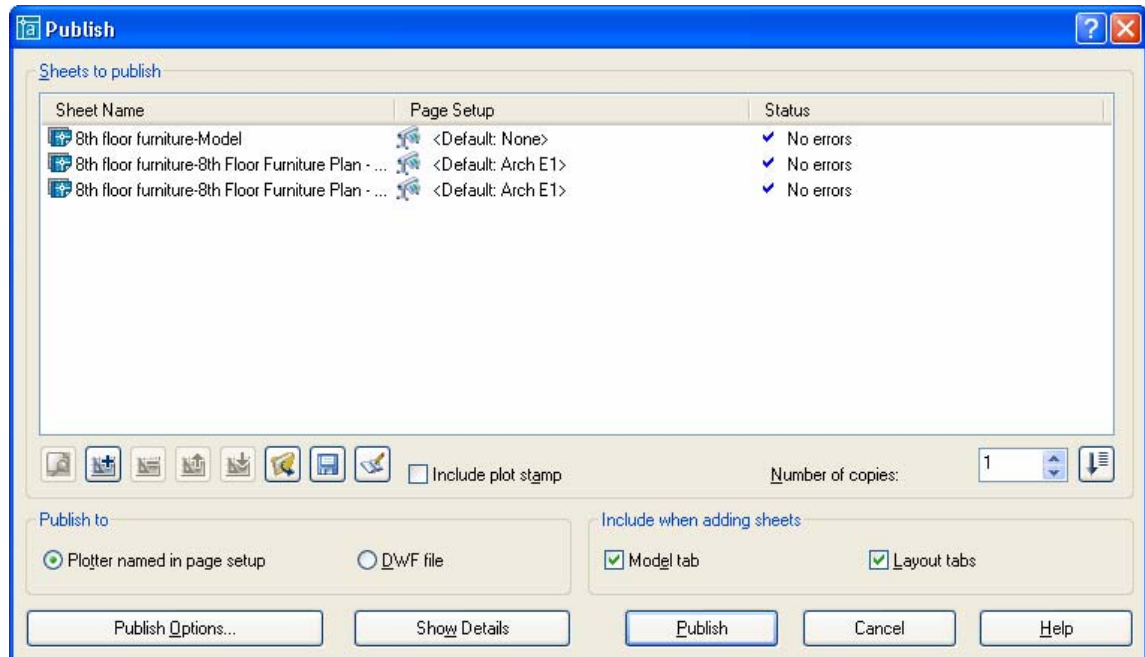 Publish
Sheets to publish
Sheet Name Page Setup Status
8th floor furniture-Model <Default: None> No errors
8th floor furniture-8th Floor Furniture Plan - ... <Default: Arch E1> No errors
8th floor furniture-8th Floor Furniture Plan - ... <Default: Arch E1> No errors
Include plot stamp Number of copies: 1
Publish to Include when adding sheets
Plotter named in page setup DWF file Model tab Layout tabs
Publish Options... Show Details Publish Cancel Help